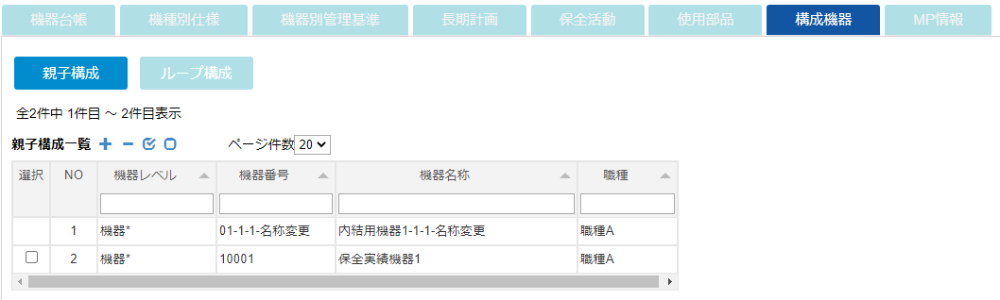 機器台帳 機種別仕様 機器別管理基準 長期計画 保全活動 使用部品 構成機器 MP情報
親子構成 ループ構成
全2件中 1件目 ～ 2件目表示
親子構成一覧 ページ件数 20
選択 NO 機器レベル 機器番号 機器名称 職種
1 機器* 01-1-1-名称変更 内結用機器1-1-1-名称変更 職種A
2 機器* 10001 保全実績機器1 職種A